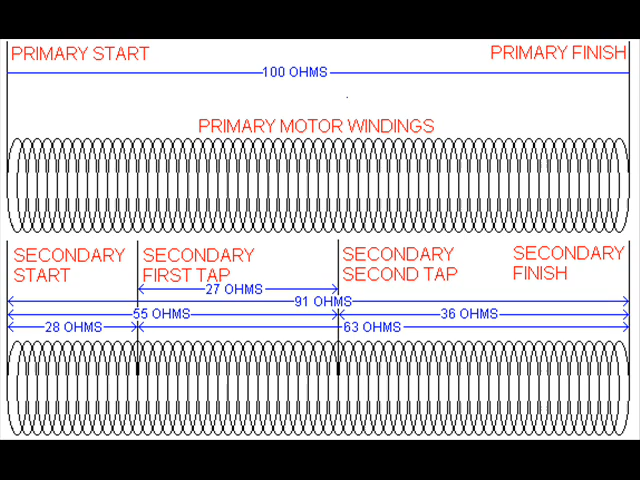 PRIMARY START
PRIMARY FINISH
100 OHMS
PRIMARY MOTOR WINDINGS
SECONDARY START
SECONDARY FIRST TAP
SECONDARY SECOND TAP
SECONDARY FINISH
27 OHMS
91 OHMS
55 OHMS
36 OHMS
28 OHMS
63 OHMS